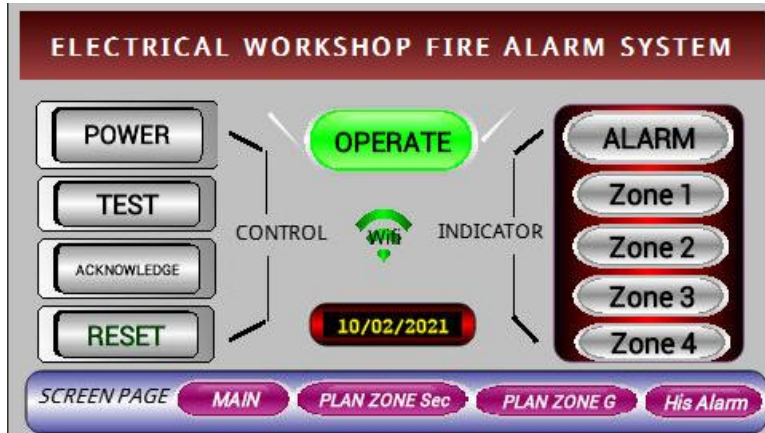 ELECTRICAL WORKSHOP FIRE ALARM SYSTEM
POWER
TEST
ACKNOWLEDGE
RESET
CONTROL
OPERATE
Wifi
10/02/2021
INDICATOR
ALARM
Zone 1
Zone 2
Zone 3
Zone 4
SCREEN PAGE MAIN PLAN ZONE Sec PLAN ZONE G His Alarm